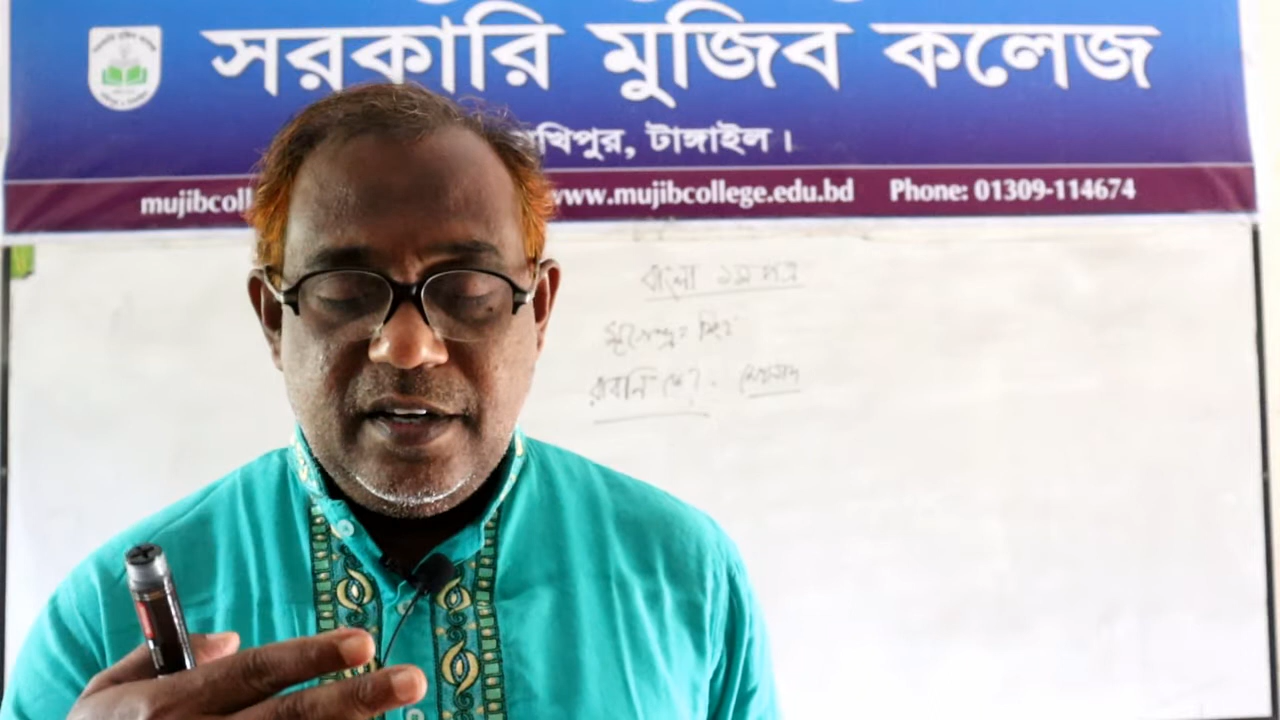 সরকারি মুজিব কলেজ
খিপুর, টাঙ্গাইল।
mujibcoll www.mujibcollege.edu.bd Phone: 01309-114674
বাংলা ১ম পত্র
মৃগেন্দ্র = সিংহ